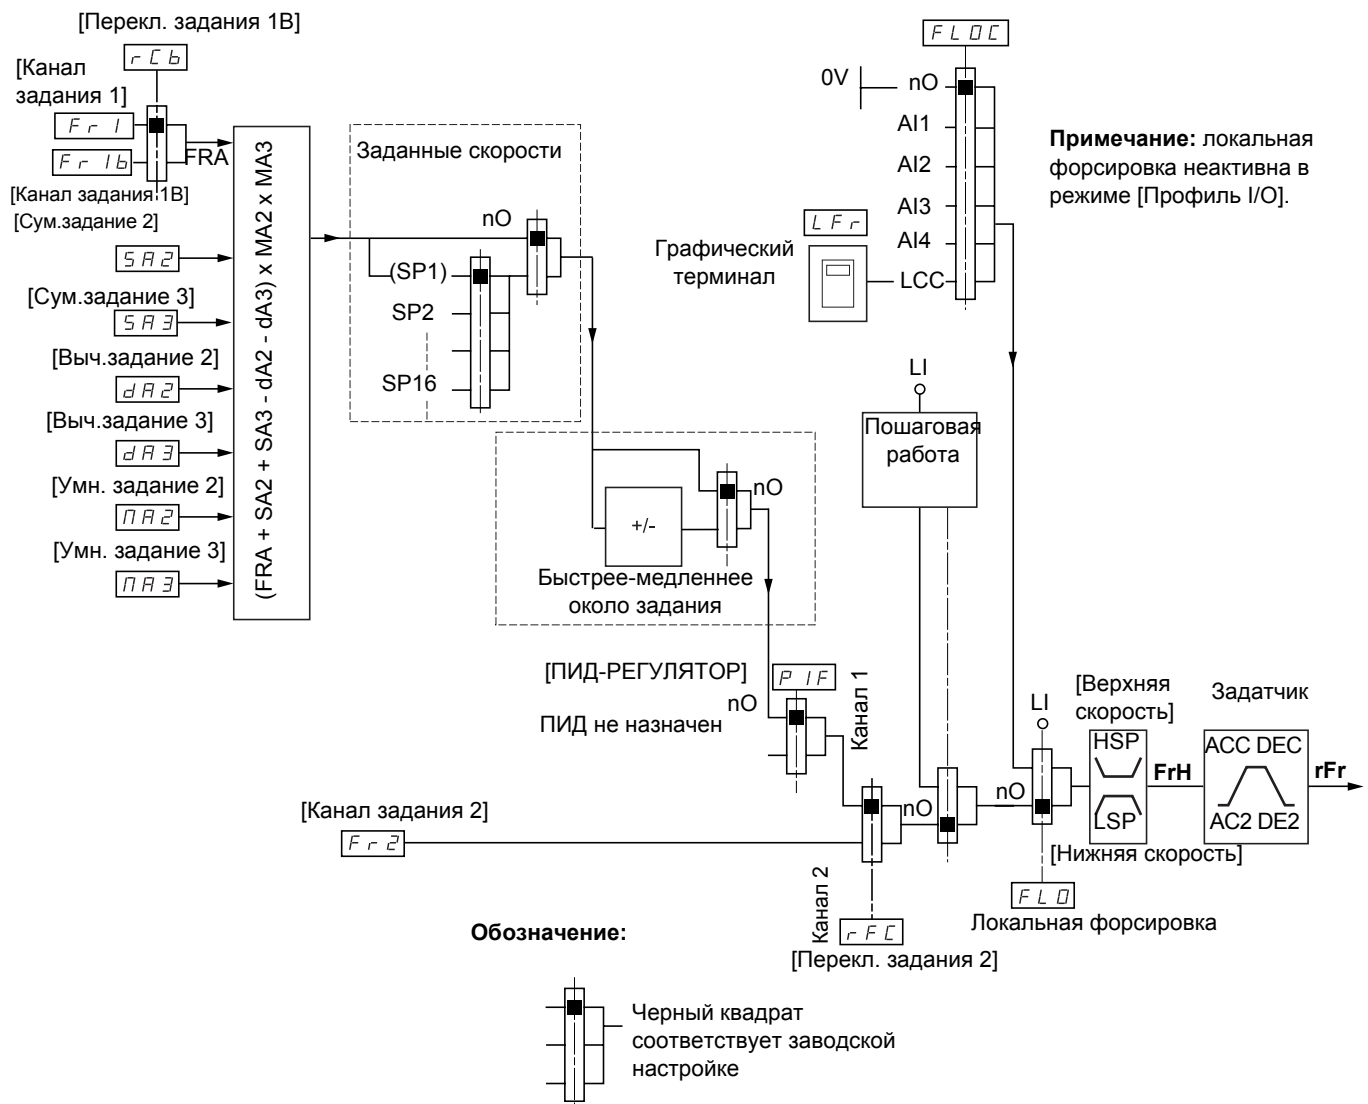 [Перекл. задания 1B]
rCb
[Канал
задания 1]
Fr1
Fr1b
FRA
[Канал задания 1B]
[Сум.задание 2]
SA2
[Сум.задание 3]
SA3
[Выч.задание 2]
dA2
[Выч.задание 3]
dA3
[Умн. задание 2]
MA2
[Умн. задание 3]
MA3
(FRA + SA2 + SA3 - dA2 - dA3) x MA2 x MA3
Заданные скорости
nO
(SP1)
SP2
SP16
+/-
nO
Быстрее-медленнее
около задания
[ПИД-РЕГУЛЯТОР]
PIF
nO
ПИД не назначен
Канал 1
[Канал задания 2]
Fr2
Канал 2
rFC
[Перекл. задания 2]
nO
FLOC
0V
nO
AI1
AI2
AI3
AI4
LCC
LFr
Графический
терминал
Примечание: локальная
форсировка неактивна в
режиме [Профиль I/O].
LI
Пошаговая
работа
nO
LI
FLO
Локальная форсировка
[Верхняя
скорость]
HSP
LSP
[Нижняя скорость]
FrH
Задатчик
ACC DEC
AC2 DE2
rFr
Обозначение:
Черный квадрат
соответствует заводской
настройке